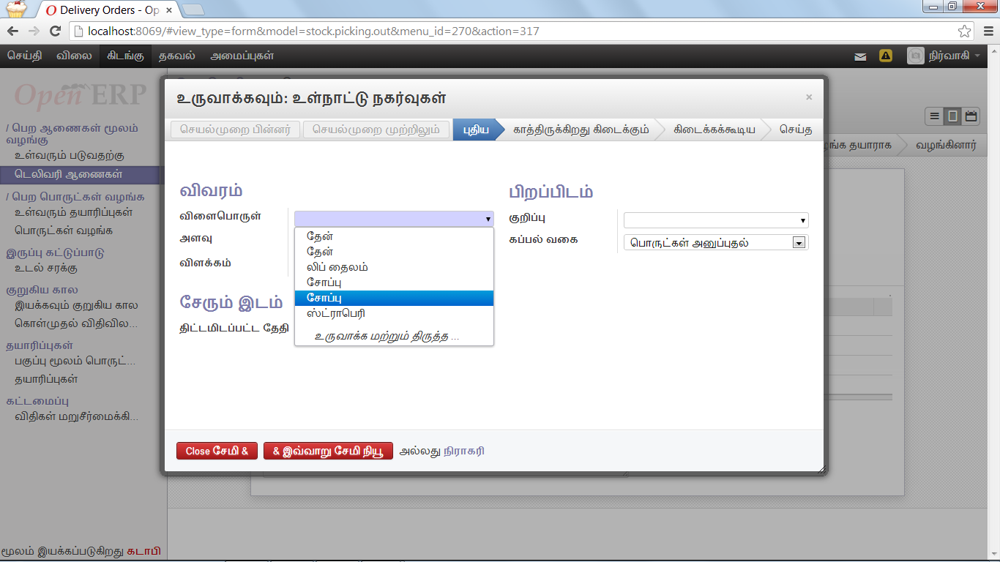 Delivery Orders - Op
localhost:8069/#view_type=form&model=stock.picking.out&menu_id=270&action=317
செய்தி விலை கிடங்கு தகவல் அமைப்புகள் நிர்வாகி
Open ERP
/ பெற ஆணைகள் மூலம்
வழங்கு
உள்வரும் படுவதற்கு
டெலிவரி ஆணைகள்
/ பெற பொருட்கள் வழங்க
உள்வரும் தயாரிப்புகள்
பொருட்கள் வழங்க
இருப்பு கட்டுப்பாடு
உடல் சரக்கு
குறுகிய கால
இயக்கவும் குறுகிய கால
கொள்முதல் விதிவில...
தயாரிப்புகள்
பகுப்பு மூலம் பொருட்...
தயாரிப்புகள்
கட்டமைப்பு
விதிகள் மறுசீர்மைக்கி...
மூலம் இயக்கப்படுகிறது கடாபி
உருவாக்கவும்: உள்நாட்டு நகர்வுகள் ×
செயல்முறை பின்னர் செயல்முறை முற்றிலும் புதிய காத்திருக்கிறது கிடைக்கும் கிடைக்கக்கூடிய செய்த
தயாராக வழங்கினார்
விவரம்
விளைபொருள்
அளவு
விளக்கம்
தேன்
தேன்
லிப் தைலம்
சோப்பு
சோப்பு
ஸ்ட்ராபெரி
உருவாக்க மற்றும் திருத்த ...
சேரும் இடம்
திட்டமிடப்பட்ட தேதி
பிறப்பிடம்
குறிப்பு
கப்பல் வகை பொருட்கள் அனுப்புதல்
Close சேமி & & இவ்வாறு சேமி நியூ அல்லது நிராகரி